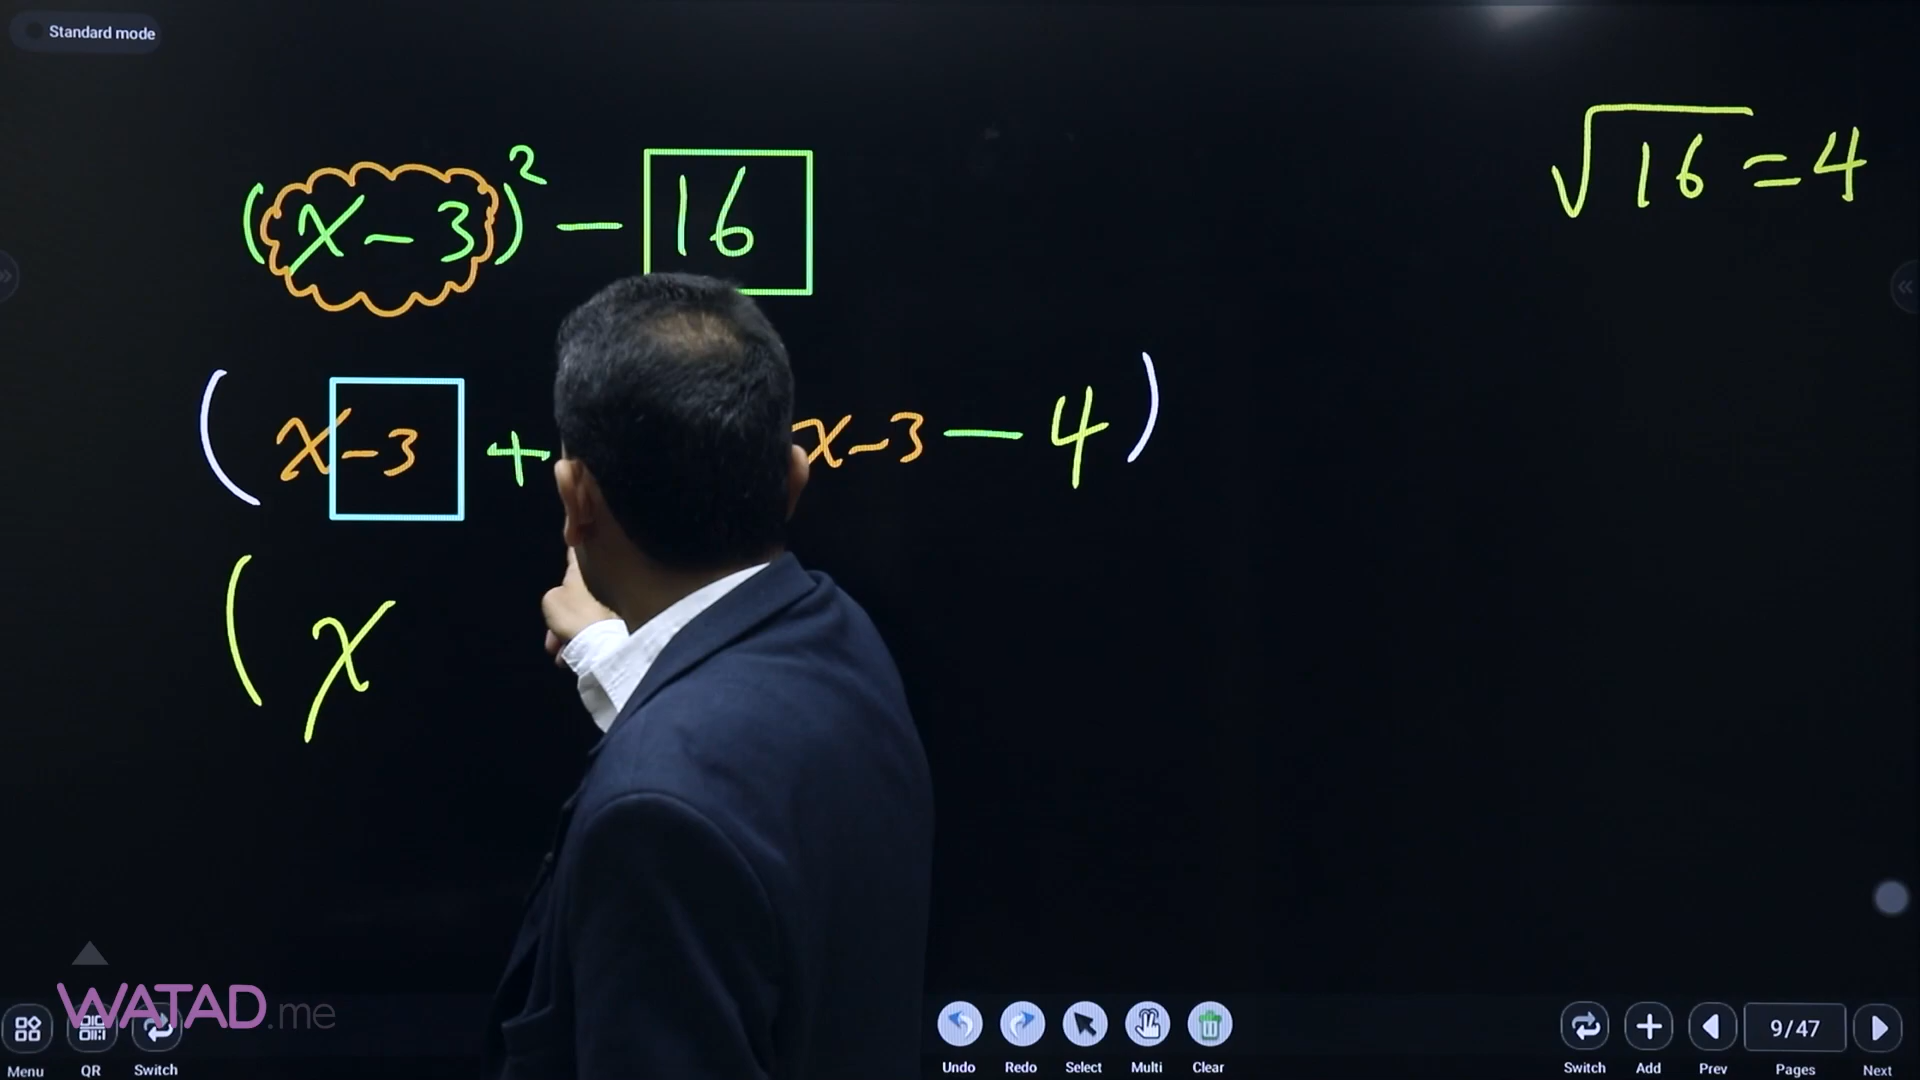 Standard mode
√16 = 4
(x - 3)² - 16
(x - 3 + x - 3 - 4)
(x
WATAD.me
Menu QR Switch
Undo Redo Select Multi Clear
9/47
Switch Add Prev Pages Next